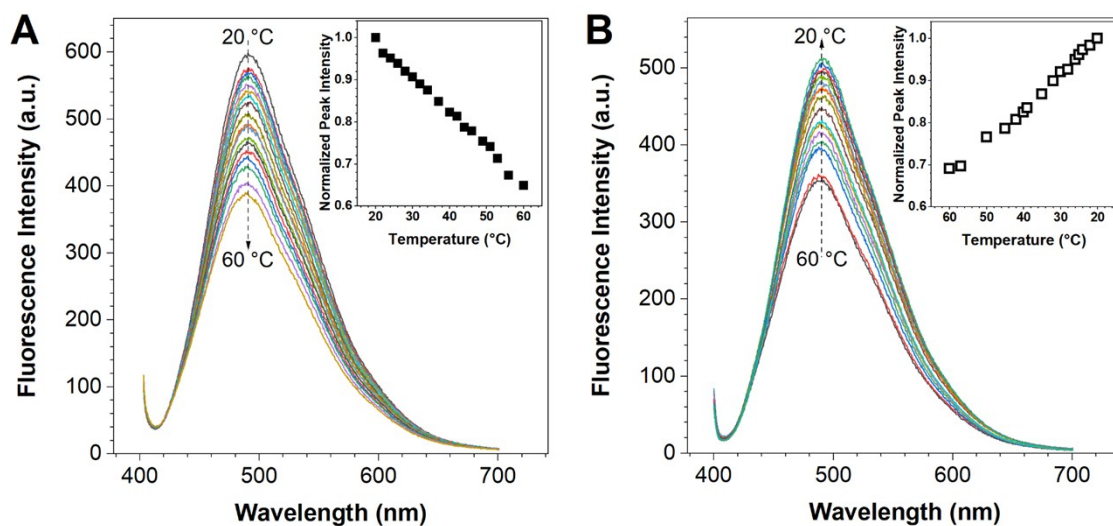 A
Fluorescence Intensity (a.u.)
600
500
400
300
200
100
0
20 °C
60 °C
400
500
600
700
Wavelength (nm)
Normalized Peak Intensity
1.0
0.9
0.8
0.7
0.6
20
30
40
50
60
Temperature (°C)
B
Fluorescence Intensity (a.u.)
500
400
300
200
100
0
20 °C
60 °C
400
500
600
700
Wavelength (nm)
Normalized Peak Intensity
1.0
0.9
0.8
0.7
0.6
60
50
40
30
20
Temperature (°C)